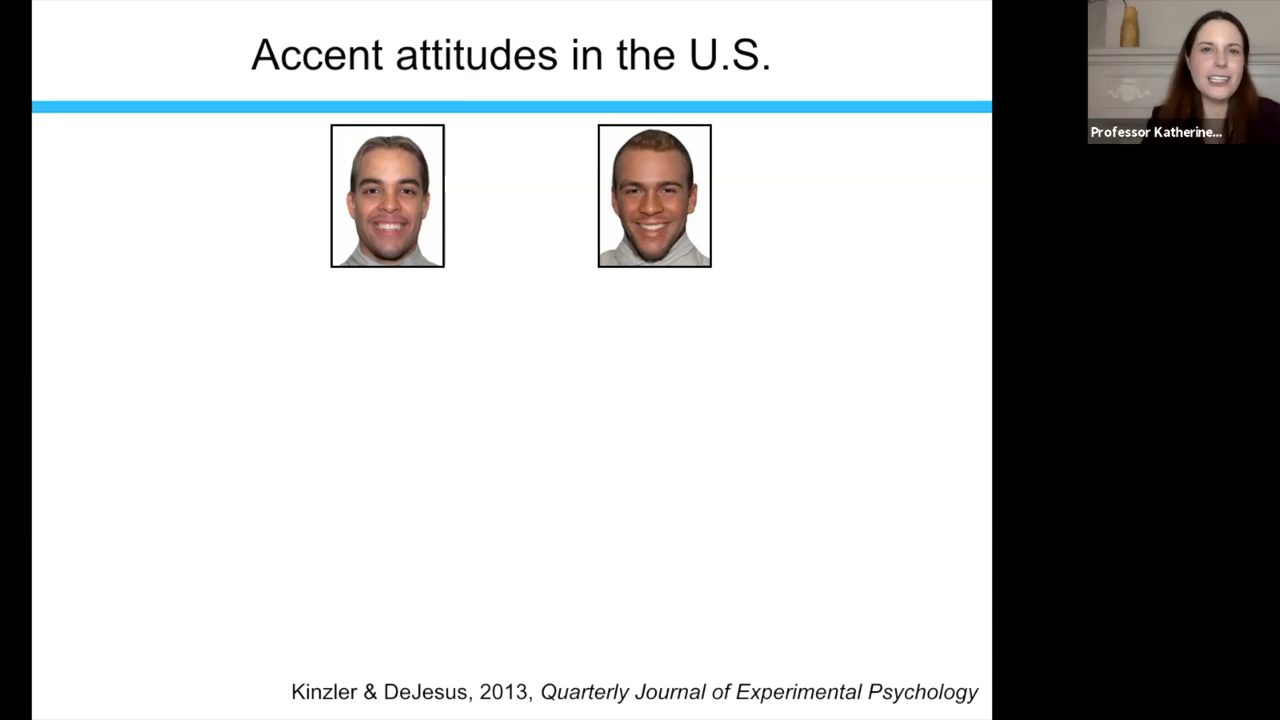 Accent attitudes in the U.S.
Professor Katherine...
Kinzler & DeJesus, 2013, Quarterly Journal of Experimental Psychology